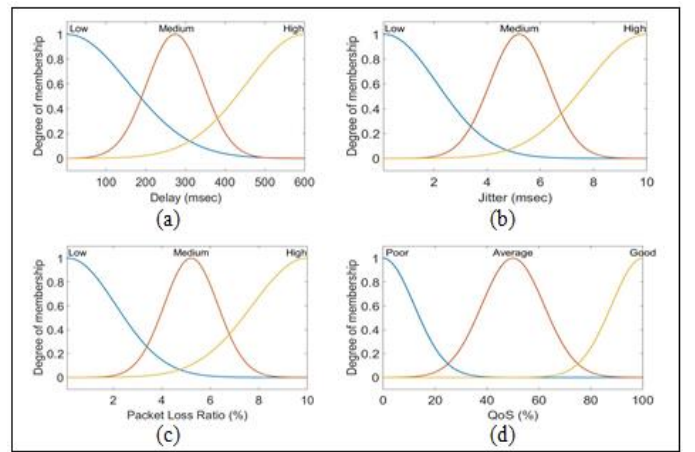 Low Medium High
Degree of membership
1
0.8
0.6
0.4
0.2
0
100 200 300 400 500 600
Delay (msec)
(a)
Low Medium High
Degree of membership
1
0.8
0.6
0.4
0.2
0
2 4 6 8 10
Jitter (msec)
(b)
Low Medium High
Degree of membership
1
0.8
0.6
0.4
0.2
0
2 4 6 8 10
Packet Loss Ratio (%)
(c)
Poor Average Good
Degree of membership
1
0.8
0.6
0.4
0.2
0
0 20 40 60 80 100
QoS (%)
(d)